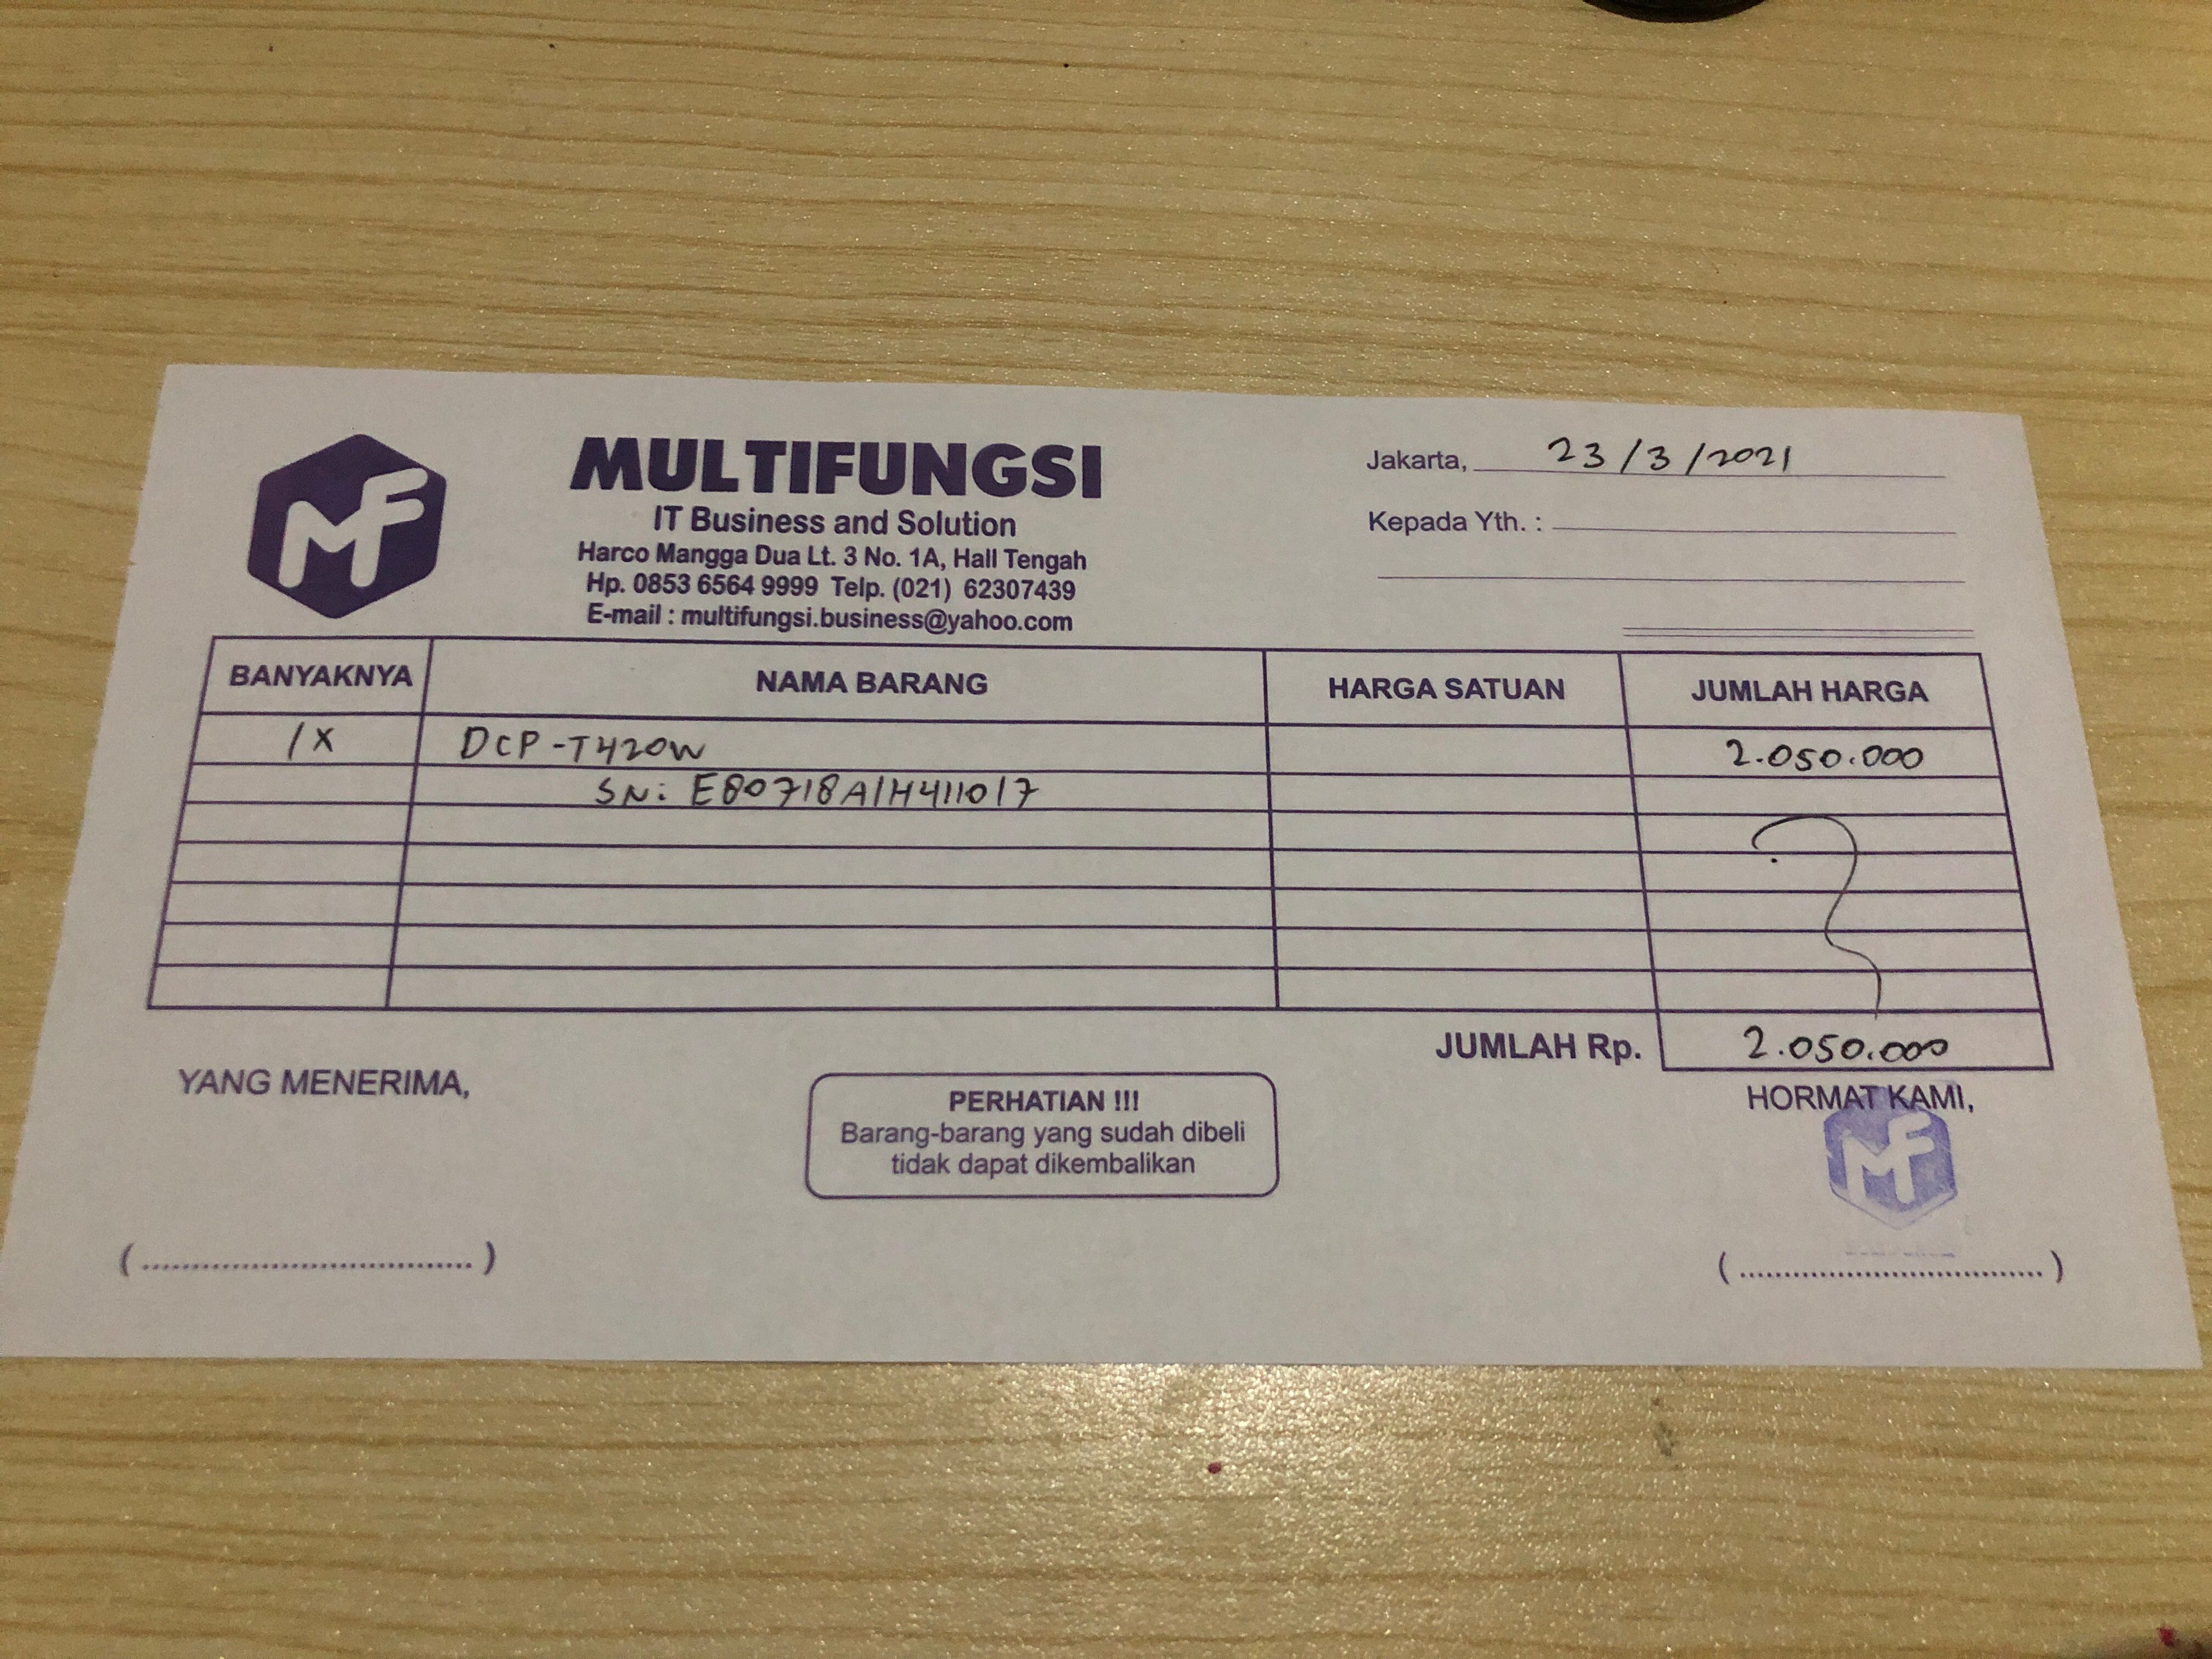 MF
MULTIFUNGSI
IT Business and Solution
Harco Mangga Dua Lt. 3 No. 1A, Hall Tengah
Hp. 0853 6564 9999 Telp. (021) 62307439
E-mail : multifungsi.business@yahoo.com
Jakarta, 23/3/2021
Kepada Yth. :
BANYAKNYA NAMA BARANG HARGA SATUAN JUMLAH HARGA
1X DCP-T420W 2.050.000
SN: E80718A1H411017
JUMLAH Rp. 2.050.000
YANG MENERIMA,
PERHATIAN !!!
Barang-barang yang sudah dibeli
tidak dapat dikembalikan
HORMAT KAMI,
MF
(................................)
(................................)